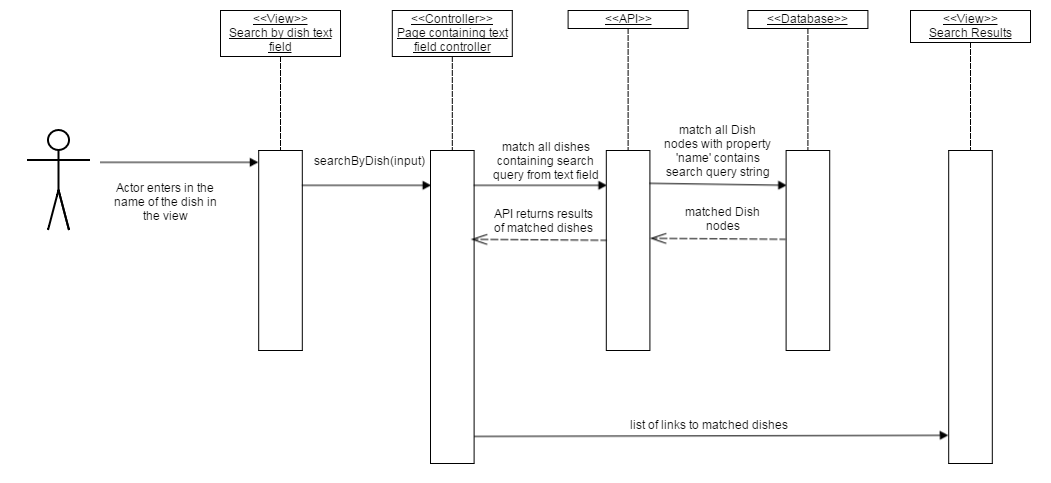 <<View>>
Search by dish text
field
<<Controller>>
Page containing text
field controller
<<API>>
<<Database>>
<<View>>
Search Results
Actor enters in the
name of the dish in
the view
searchByDish(input)
match all dishes
containing search
query from text field
match all Dish
nodes with property
'name' contains
search query string
API returns results
of matched dishes
matched Dish
nodes
list of links to matched dishes